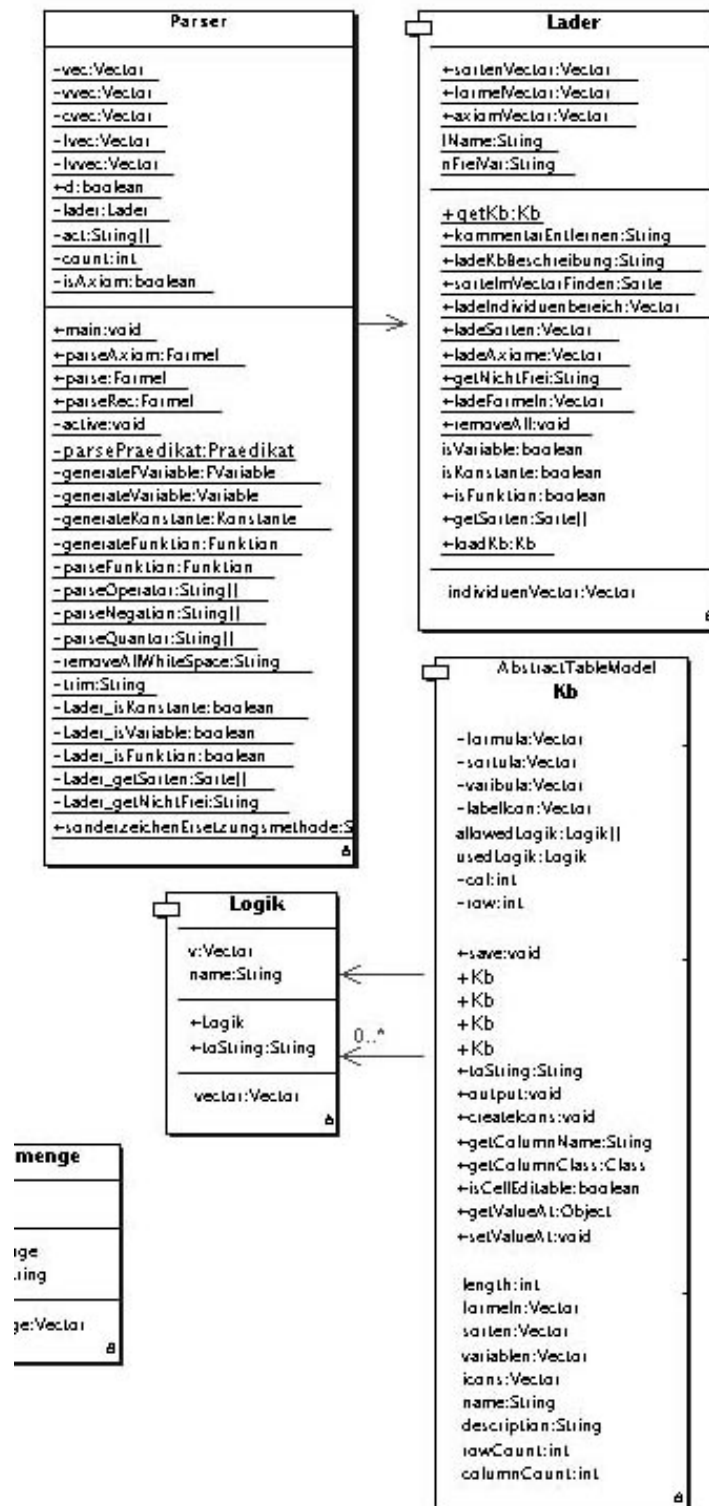 Parser
-vec:Vector
-vvec:Vector
-cvec:Vector
-fvec:Vector
-fvvec:Vector
+d:boolean
-lader:Lader
-act:String[]
-count:int
-isAxiom:boolean
+main:void
+parseAxiom:Formel
+parse:Formel
+parseRec:Formel
-active:void
-parsePraedikat:Praedikat
-generateFVariable:FVariable
-generateVariable:Variable
-generateKonstante:Konstante
-generateFunktion:Funktion
-parseFunktion:Funktion
-parseOperator:String[]
-parseNegation:String[]
-parseQuantor:String[]
-removeAllWhiteSpace:String
-trim:String
-Lader_isKonstante:boolean
-Lader_isVariable:boolean
-Lader_isFunktion:boolean
-Lader_getSorten:Sorte[]
-Lader_getNichtFrei:String
+sonderzeichenErsetzungsmethode:S
Lader
+sortenVector:Vector
+formelVector:Vector
+axiomVector:Vector
fName:String
nFreiVar:String
+getKb:Kb
+kommentarEntfernen:String
+ladeKbBeschreibung:String
+sorteImVectorFinden:Sorte
+ladeIndividuenbereich:Vector
+ladeSorten:Vector
+ladeAxiome:Vector
+getNichtFrei:String
+ladeFormeln:Vector
+removeAll:void
isVariable:boolean
isKonstante:boolean
+isFunktion:boolean
+getSorten:Sorte[]
+loadKb:Kb
individuenVector:Vector
AbstractTableModel
Kb
-formula:Vector
-sortula:Vector
-varibula:Vector
-labelIcon:Vector
allowedLogik:Logik[]
usedLogik:Logik
-col:int
-row:int
+save:void
+Kb
+Kb
+Kb
+Kb
+toString:String
+output:void
+createIcons:void
+getColumnName:String
+getColumnClass:Class
+isCellEditable:boolean
+getValueAt:Object
+setValueAt:void
length:int
formeln:Vector
sorten:Vector
variablen:Vector
icons:Vector
name:String
description:String
rowCount:int
columnCount:int
Logik
v:Vector
name:String
+Logik
+toString:String
vector:Vector
0..*
menge
nge
ring
ge:Vector